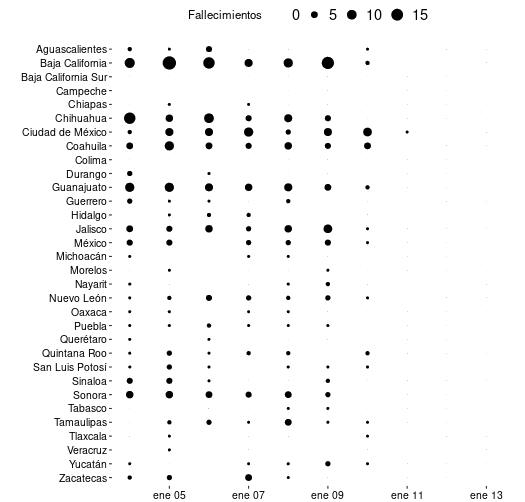 Fallecimientos 0 5 10 15
Aguascalientes
Baja California
Baja California Sur
Campeche
Chiapas
Chihuahua
Ciudad de México
Coahuila
Colima
Durango
Guanajuato
Guerrero
Hidalgo
Jalisco
México
Michoacán
Morelos
Nayarit
Nuevo León
Oaxaca
Puebla
Querétaro
Quintana Roo
San Luis Potosí
Sinaloa
Sonora
Tabasco
Tamaulipas
Tlaxcala
Veracruz
Yucatán
Zacatecas
ene 05 ene 07 ene 09 ene 11 ene 13